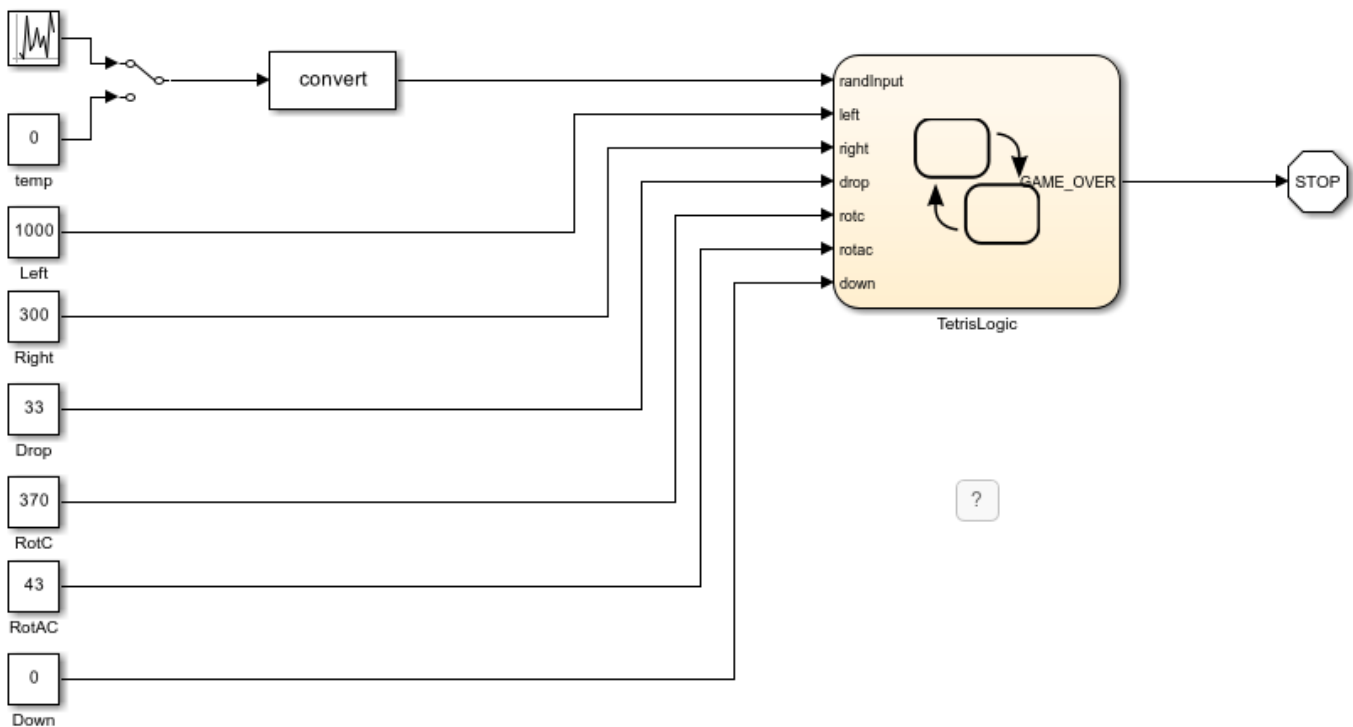 convert
0
temp
1000
Left
300
Right
33
Drop
370
RotC
43
RotAC
0
Down
randInput
left
right
drop
rotc
rotac
down
GAME_OVER
TetrisLogic
STOP
?